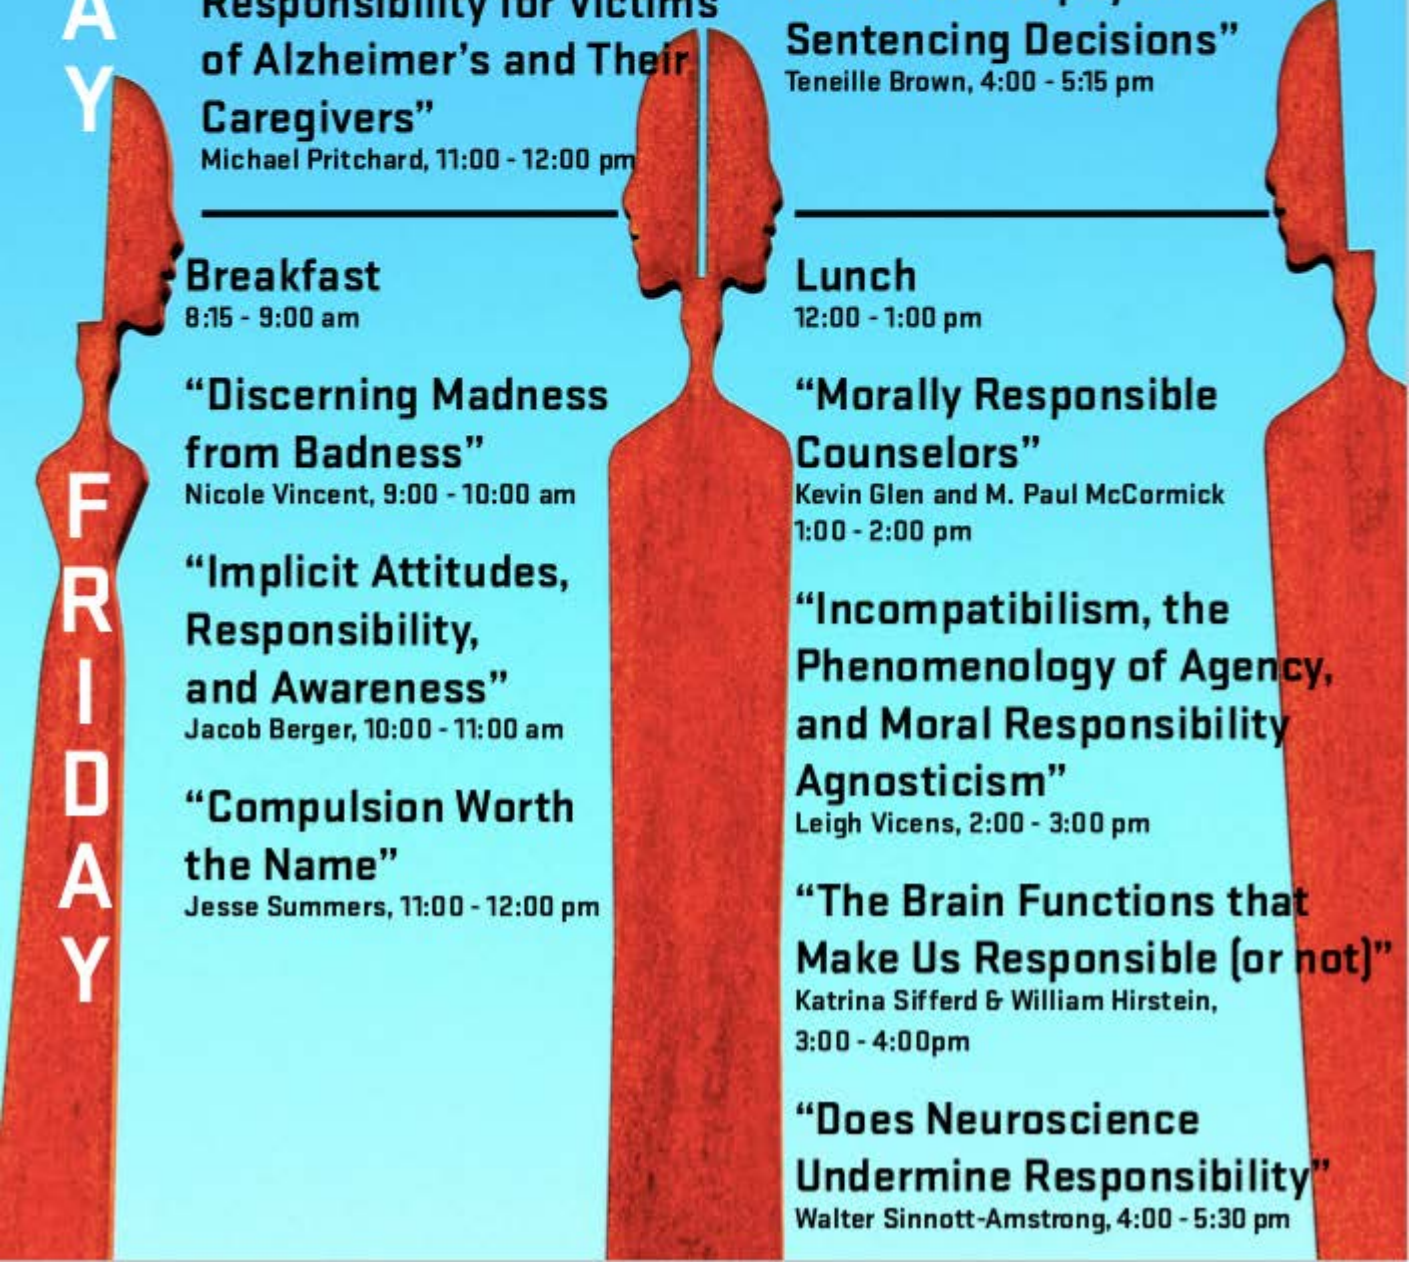 A
Y
Responsibility for Victims
of Alzheimer's and Their
Caregivers”
Michael Pritchard, 11:00 - 12:00 pm
Sentencing Decisions”
Teneille Brown, 4:00 - 5:15 pm
F
R
I
D
A
Y
Breakfast
8:15 - 9:00 am
“Discerning Madness
from Badness”
Nicole Vincent, 9:00 - 10:00 am
“Implicit Attitudes,
Responsibility,
and Awareness”
Jacob Berger, 10:00 - 11:00 am
“Compulsion Worth
the Name”
Jesse Summers, 11:00 - 12:00 pm
Lunch
12:00 - 1:00 pm
“Morally Responsible
Counselors”
Kevin Glen and M. Paul McCormick
1:00 - 2:00 pm
“Incompatibilism, the
Phenomenology of Agency,
and Moral Responsibility
Agnosticism”
Leigh Vicens, 2:00 - 3:00 pm
“The Brain Functions that
Make Us Responsible (or not)”
Katrina Sifferd & William Hirstein,
3:00 - 4:00pm
“Does Neuroscience
Undermine Responsibility”
Walter Sinnott-Amstrong, 4:00 - 5:30 pm